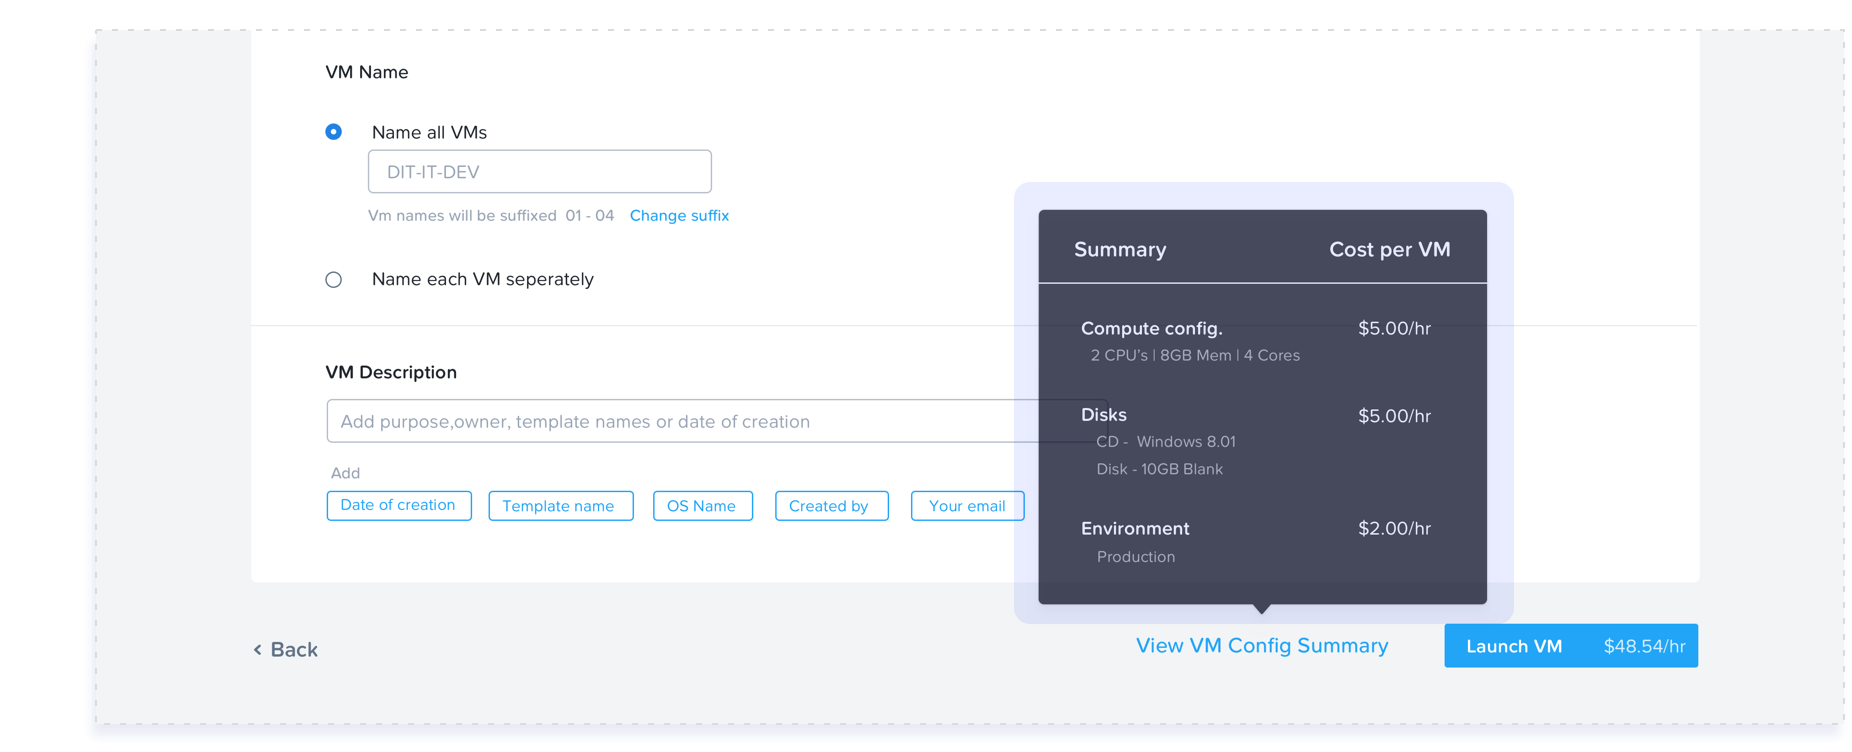 VM Name
Name all VMs
DIT-IT-DEV
Vm names will be suffixed 01 - 04 Change suffix
Name each VM seperately
VM Description
Add purpose,owner, template names or date of creation
Add
Date of creation
Template name
OS Name
Created by
Your email
Summary Cost per VM
Compute config. $5.00/hr
2 CPU's | 8GB Mem | 4 Cores
Disks $5.00/hr
CD - Windows 8.01
Disk - 10GB Blank
Environment $2.00/hr
Production
< Back
View VM Config Summary
Launch VM $48.54/hr